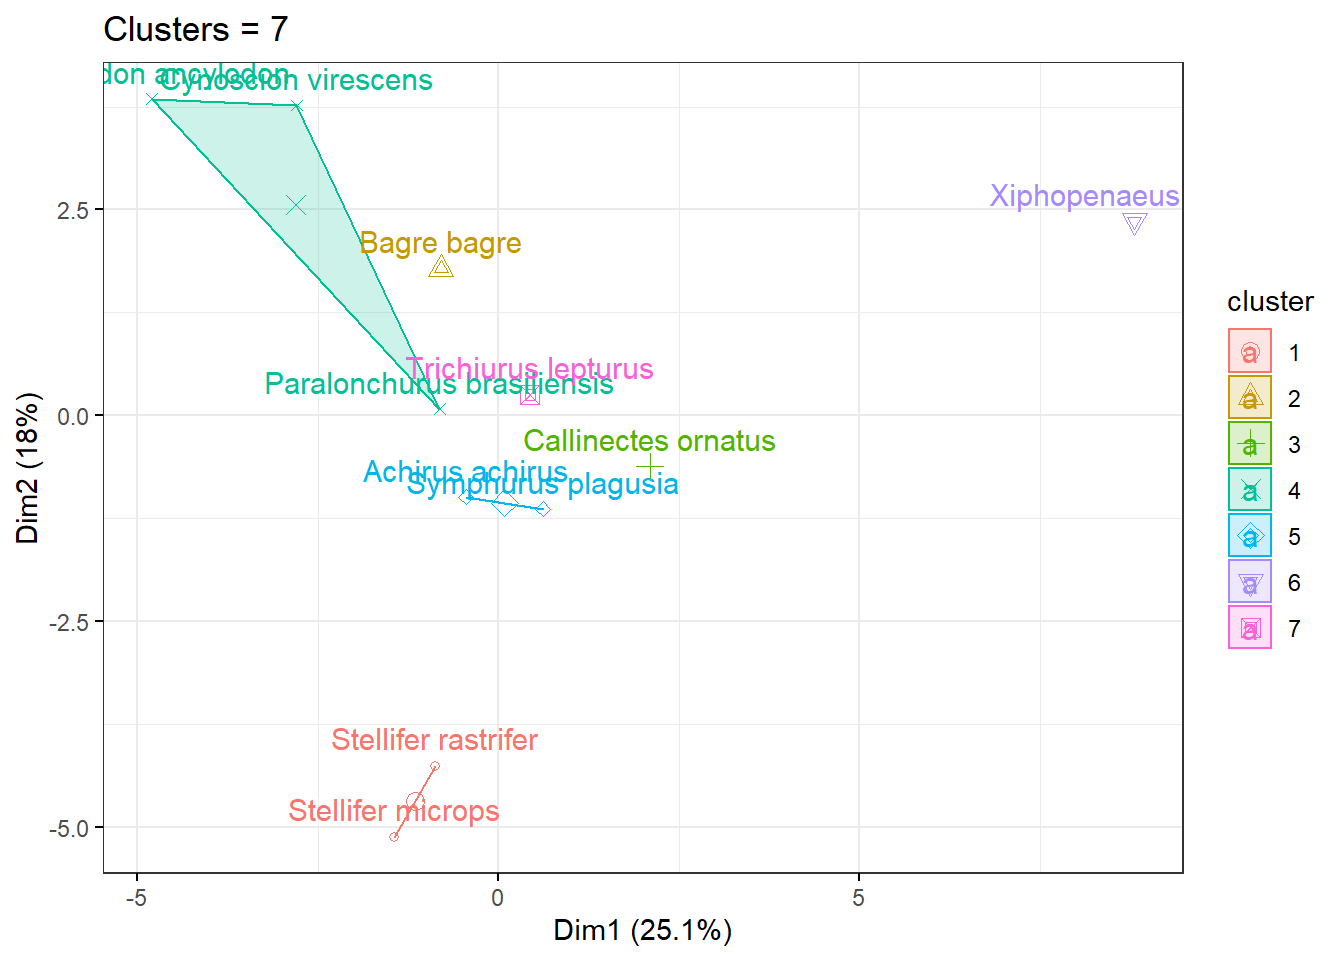 Clusters = 7
don ancylodon
Cynoscion virescens
Xiphopenaeus
2.5
Bagre bagre
cluster
1
Trichiurus lepturus
Paralonchurus brasiliensis
2
0.0
Callinectes ornatus
3
Achirus achirus
Symphurus plagusia
4
5
6
-2.5
7
Stellifer rastrifer
Stellifer microps
-5.0
-5
0
5
Dim1 (25.1%)
Dim2 (18%)
a
a
a
a
a
a
a